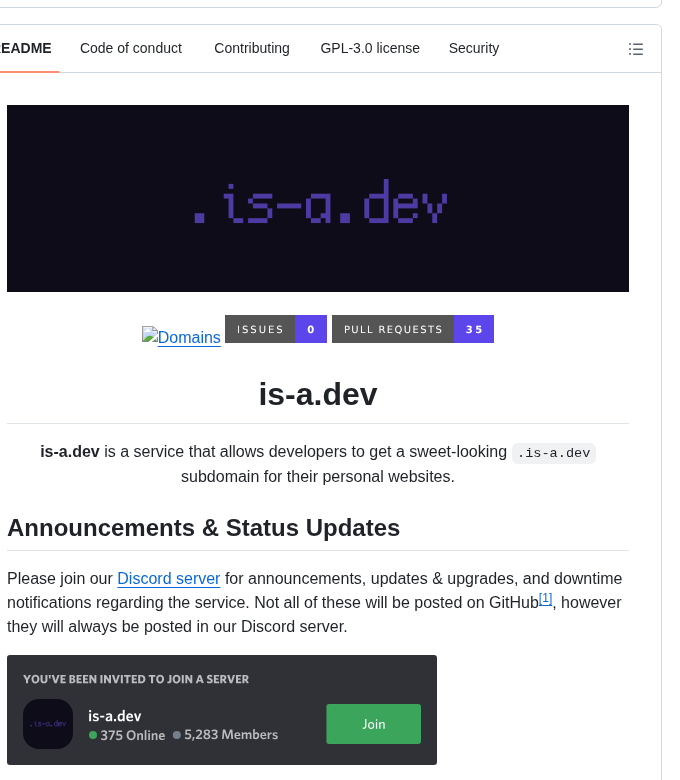 README Code of conduct Contributing GPL-3.0 license Security
.is-a.dev
Domains ISSUES 0 PULL REQUESTS 35
is-a.dev
is-a.dev is a service that allows developers to get a sweet-looking .is-a.dev
subdomain for their personal websites.
Announcements & Status Updates
Please join our Discord server for announcements, updates & upgrades, and downtime
notifications regarding the service. Not all of these will be posted on GitHub[1], however
they will always be posted in our Discord server.
YOU'VE BEEN INVITED TO JOIN A SERVER
.is-a.dev
is-a.dev
375 Online 5,283 Members
Join